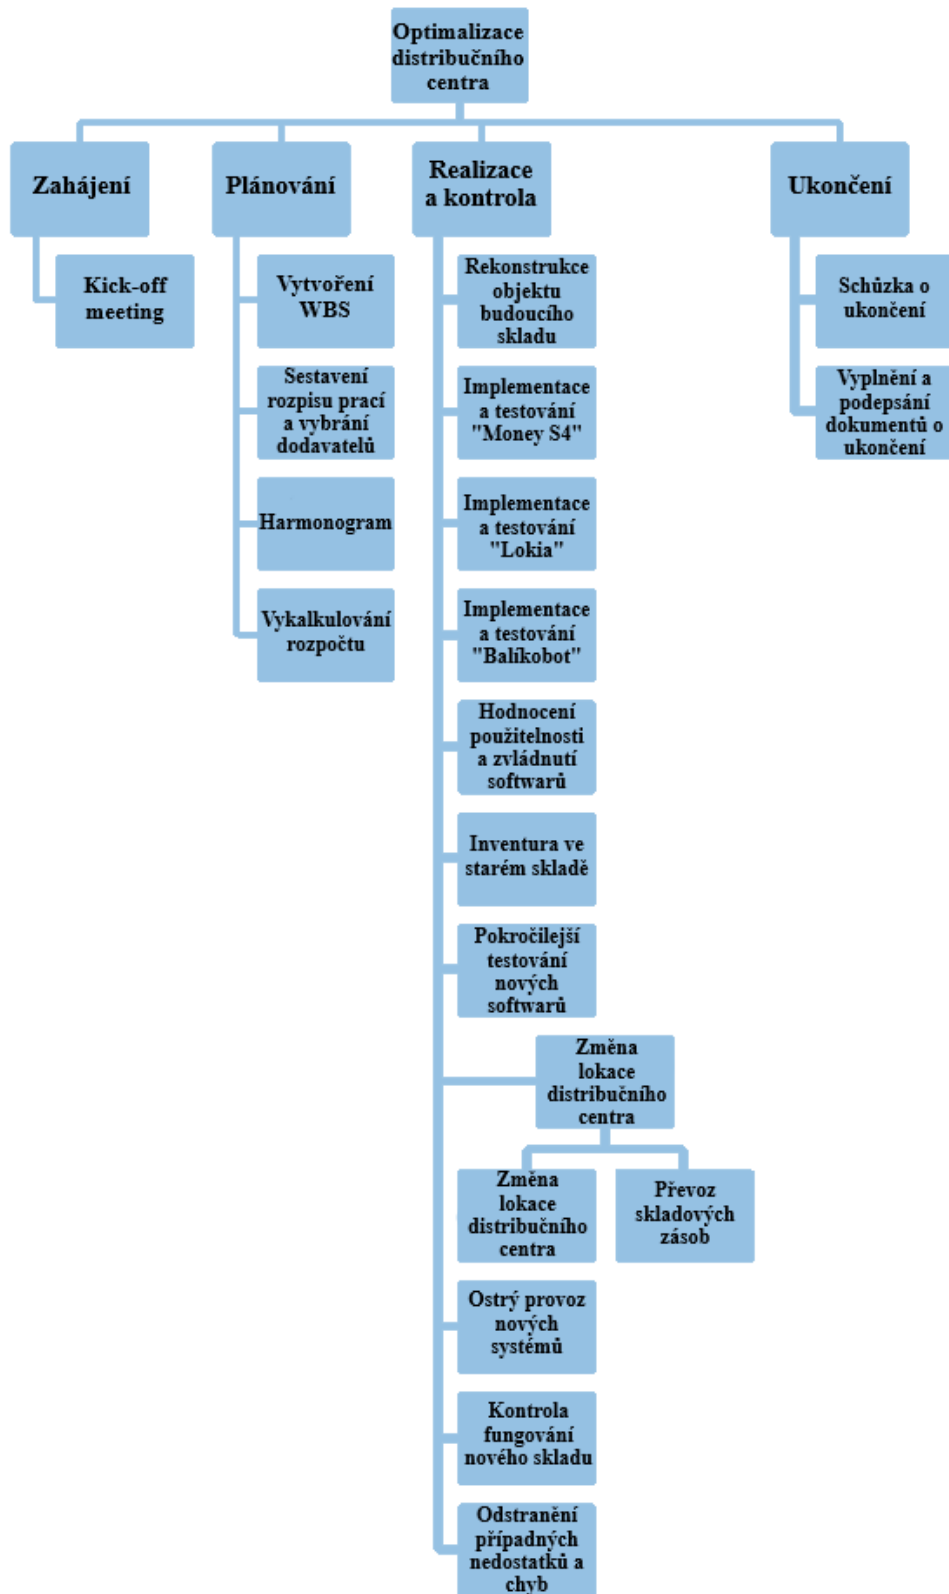 Optimalizace
distribučního
centra
Zahájení
Plánování
Realizace
a kontrola
Ukončení
Kick-off
meeting
Vytvoření
WBS
Sestavení
rozpisu prací
a vybrání
dodavatelů
Harmonogram
Vykalkulování
rozpočtu
Rekonstrukce
objektu
budoucího
skladu
Implementace
a testování
"Money S4"
Implementace
a testování
"Lokia"
Implementace
a testování
"Balíkobot"
Hodnocení
použitelnosti
a zvládnutí
softwarů
Inventura ve
starém skladě
Pokročilejší
testování
nových
softwarů
Změna
lokace
distribučního
centra
Změna
lokace
distribučního
centra
Převoz
skladových
zásob
Ostrý provoz
nových
systémů
Kontrola
fungování
nového skladu
Odstranění
případných
nedostatků a
chyb
Schůzka o
ukončení
Vyplnění a
podepsání
dokumentů o
ukončení